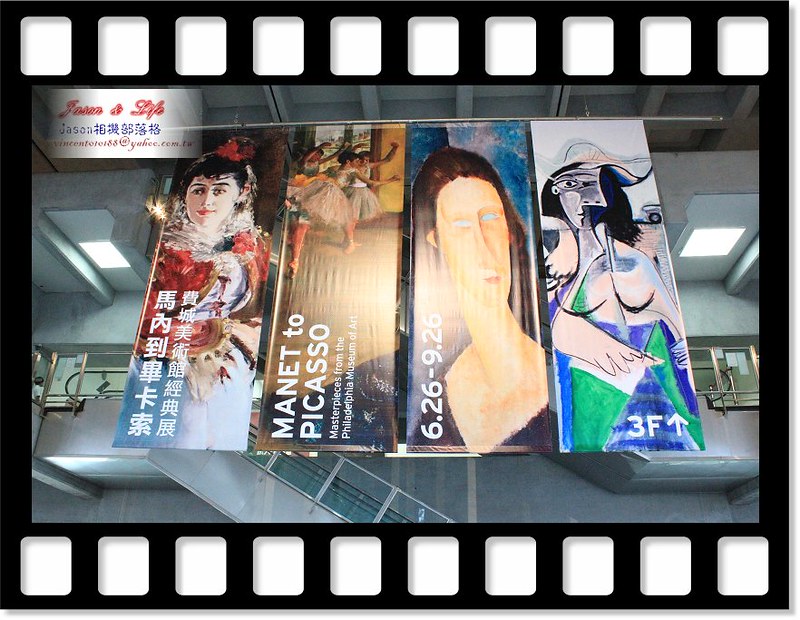 Jason & Life
Jason相機部落格
vincent0101188@yahoo.com.tw
費城美術館經典展
馬內到畢卡索
MANET to
PICASSO
Masterpieces from the
Philadelphia Museum of Art
6.26-9.26
3F↑